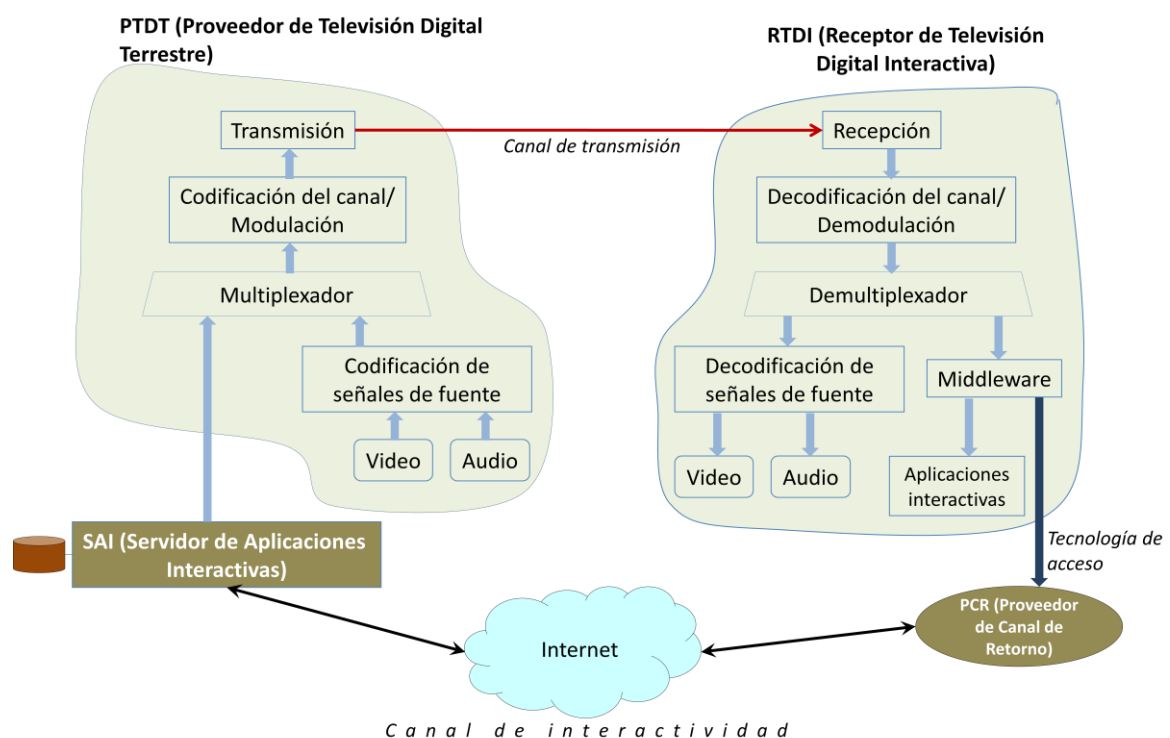 PTDT (Proveedor de Televisión Digital
Terrestre)
RTDI (Receptor de Televisión
Digital Interactiva)
Transmisión
Canal de transmisión
Recepción
Codificación del canal/
Modulación
Decodificación del canal/
Demodulación
Multiplexador
Demultiplexador
Codificación de
señales de fuente
Decodificación de
señales de fuente
Middleware
Video
Audio
Video
Audio
Aplicaciones
interactivas
SAI (Servidor de Aplicaciones
Interactivas)
Tecnología de
acceso
PCR (Proveedor
de Canal de
Retorno)
Internet
Canal de interactividad